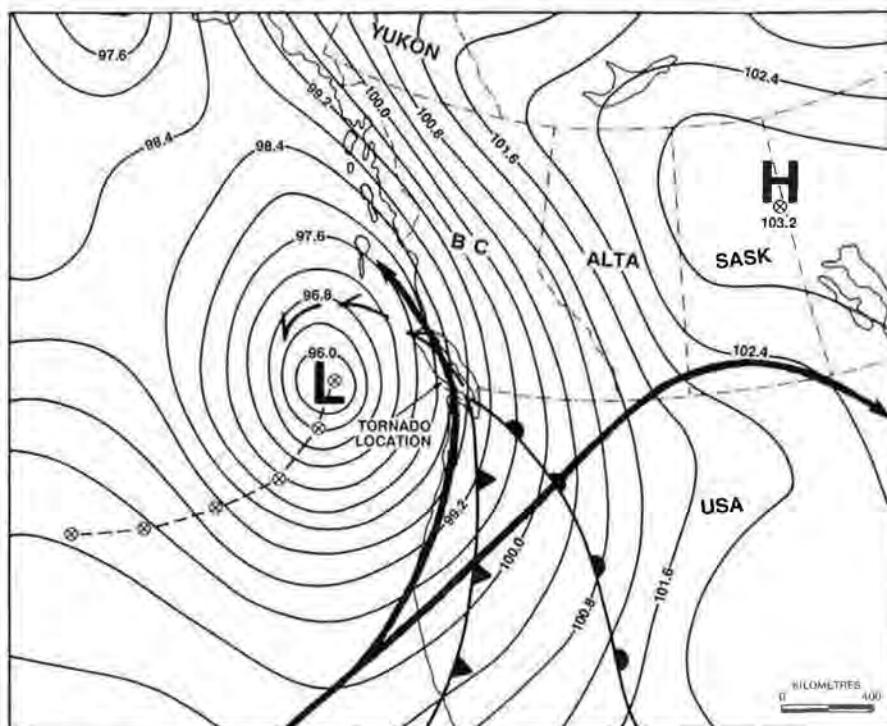 97.6
YUKON
99.2
100.0
100.8
101.6
102.4
98.4
98.4
H
103.2
97.6
B C
ALTA
SASK
96.8
96.0
L
102.4
TORNADO
LOCATION
99.2
100.0
USA
100.8
101.6
KILOMETRES
0 400